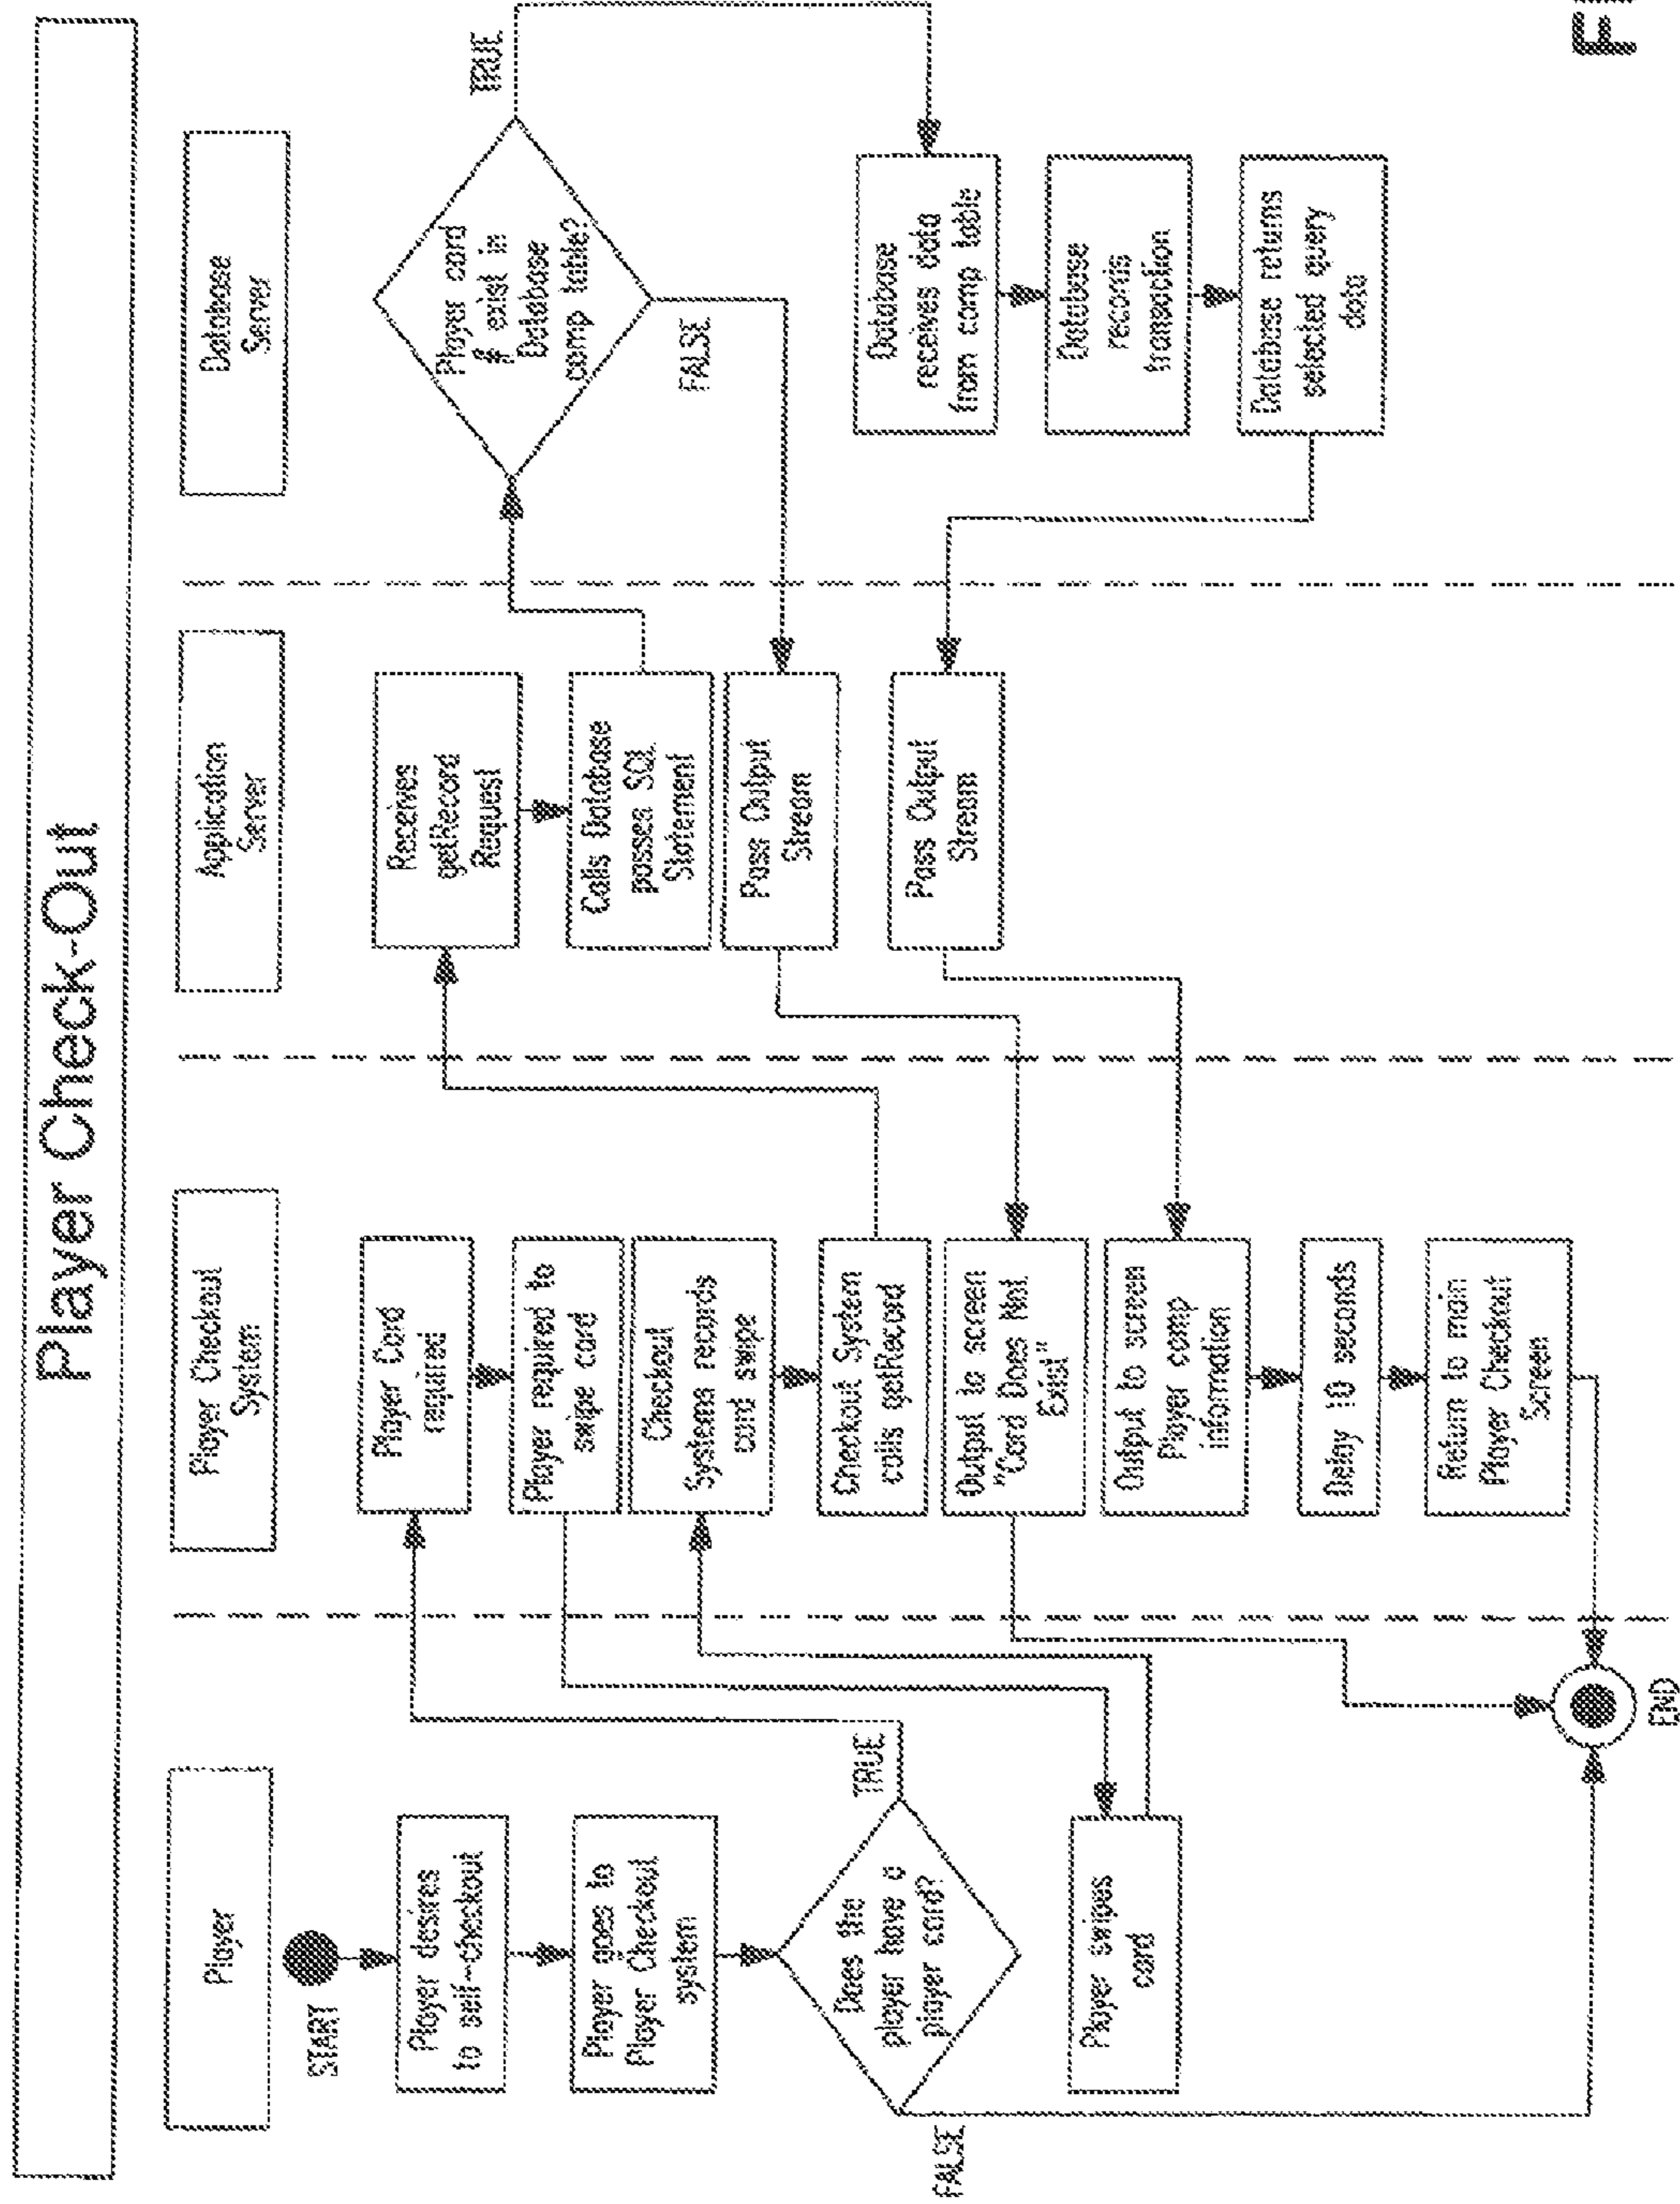 Player Check-Out
Player
Player Checkout
System
Application
Server
Database
Server
START
Player desires
to self-checkout
Player goes to
Player Checkout
system
Does the
player have a
player card?
TRUE
FALSE
Player swipes
card
END
Player Card
required
Player required to
swipe card
Checkout
Systems records
card swipe
Checkout System
calls getRecord
Output to screen
"Card Does Not
Exist"
Output to screen
Player comp
information
Delay 10 seconds
Return to main
Player Checkout
Screen
Receives
getRecord
Request
Calls Database
passes SQL
Statement
Pass Output
Stream
Pass Output
Stream
Player card
# exist in
Database
comp table?
TRUE
FALSE
Database
receives data
from comp table
Database
records
transaction
Database returns
selected query
data